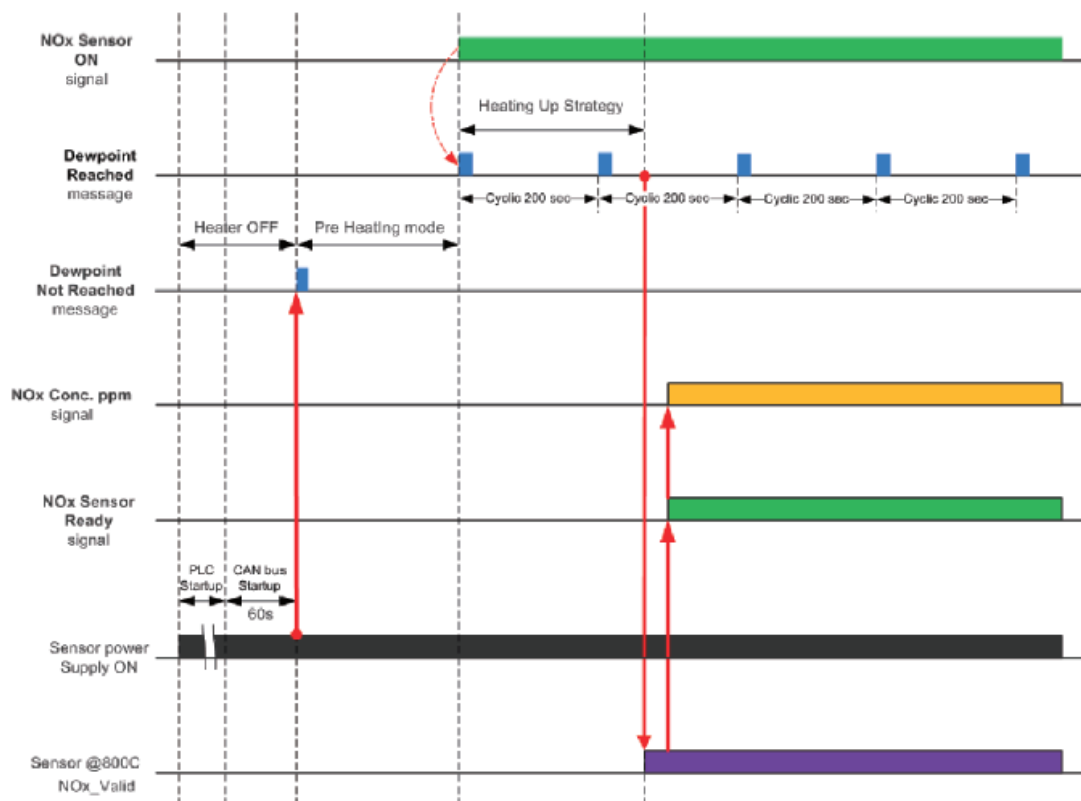 NOx Sensor
ON
signal
Heating Up Strategy
Dewpoint
Reached
message
Cyclic 200 sec
Cyclic 200 sec
Cyclic 200 sec
Cyclic 200 sec
Heater OFF
Pre Heating mode
Dewpoint
Not Reached
message
NOx Conc. ppm
signal
NOx Sensor
Ready
signal
PLC
Startup
CAN bus
Startup
60s
Sensor power
Supply ON
Sensor @800C
NOx_Valid